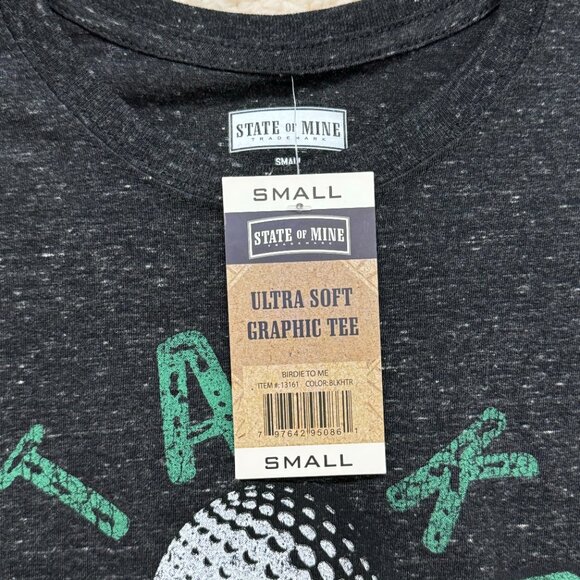 STATE OF MINE
TRADEMARK
SMALL
SMALL
STATE OF MINE
TRADEMARK
ULTRA SOFT
GRAPHIC TEE
BIRDIE TO ME
ITEM #: 13161 COLOR:BLKHTR
7 97642 95086 1
SMALL
TAK